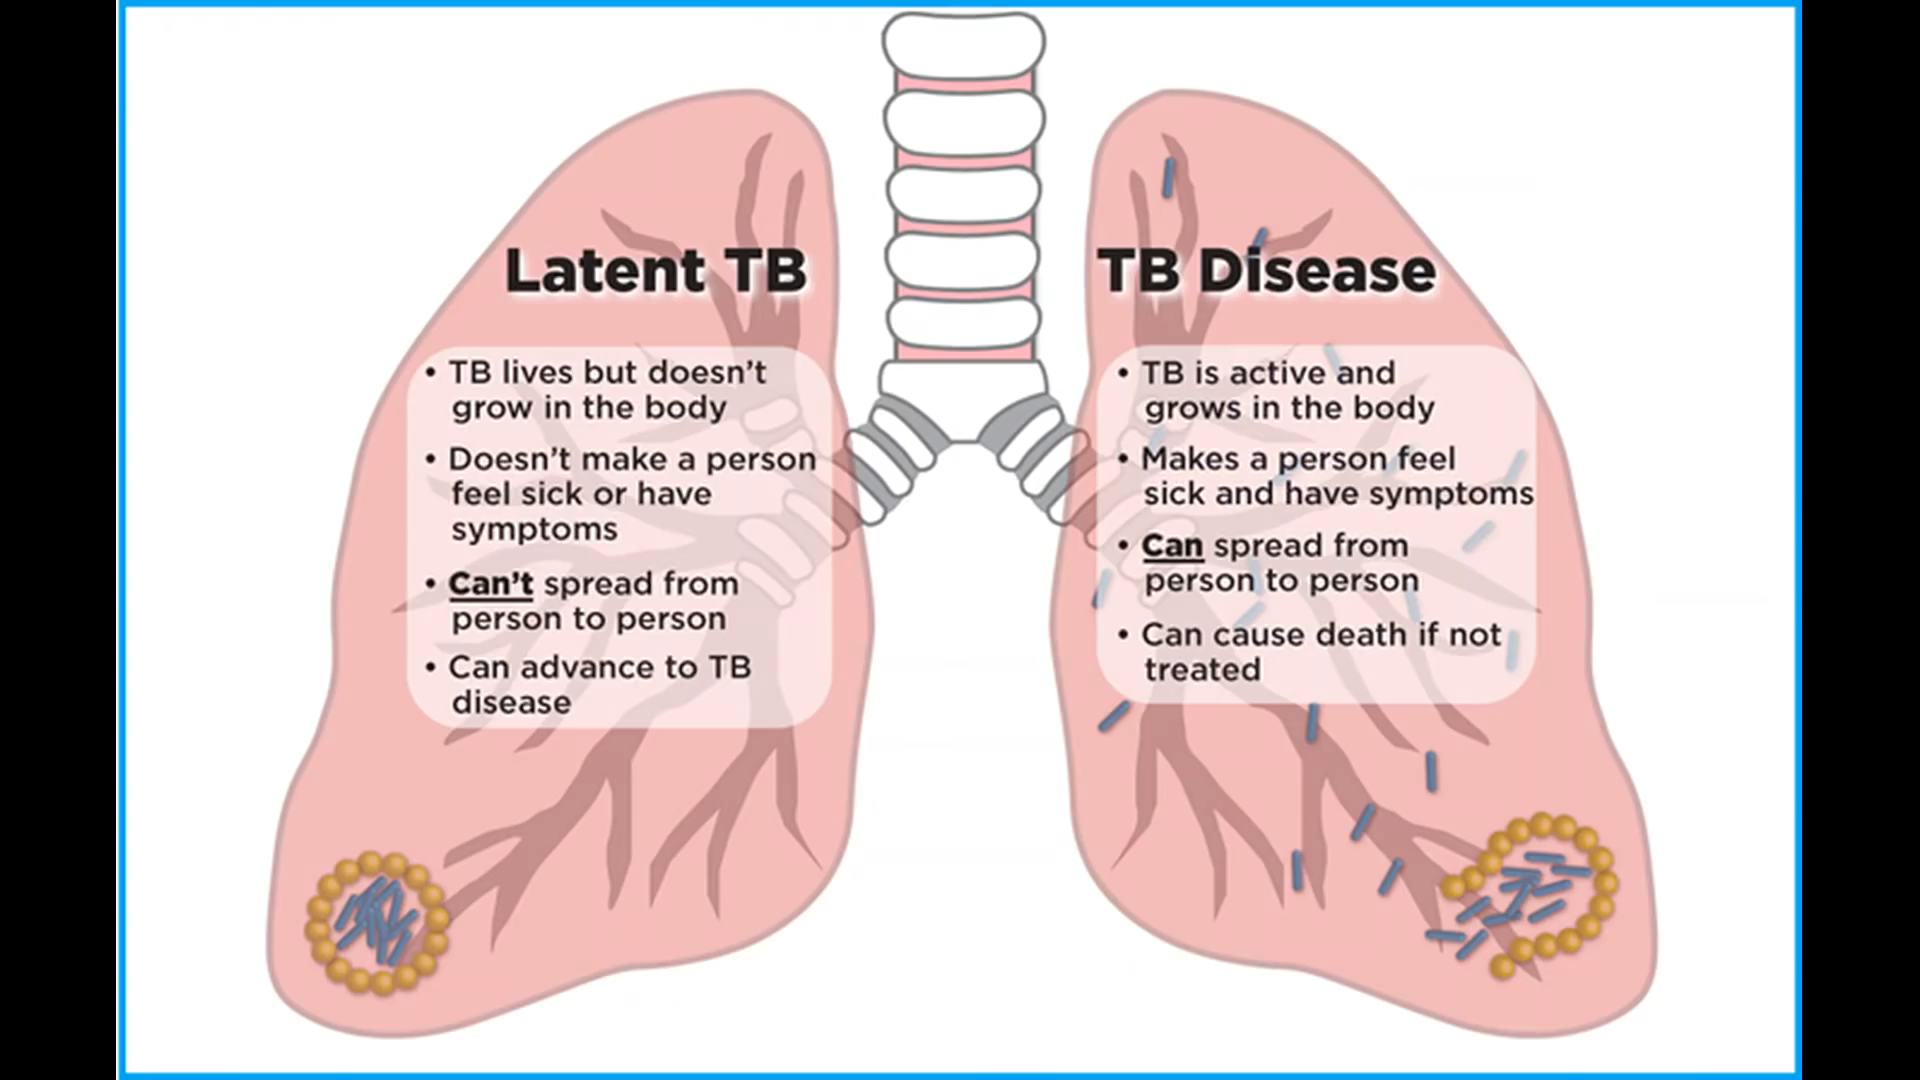 Latent TB
• TB lives but doesn't
grow in the body
• Doesn't make a person
feel sick or have
symptoms
• Can't spread from
person to person
• Can advance to TB
disease
TB Disease
• TB is active and
grows in the body
• Makes a person feel
sick and have symptoms
• Can spread from
person to person
• Can cause death if not
treated